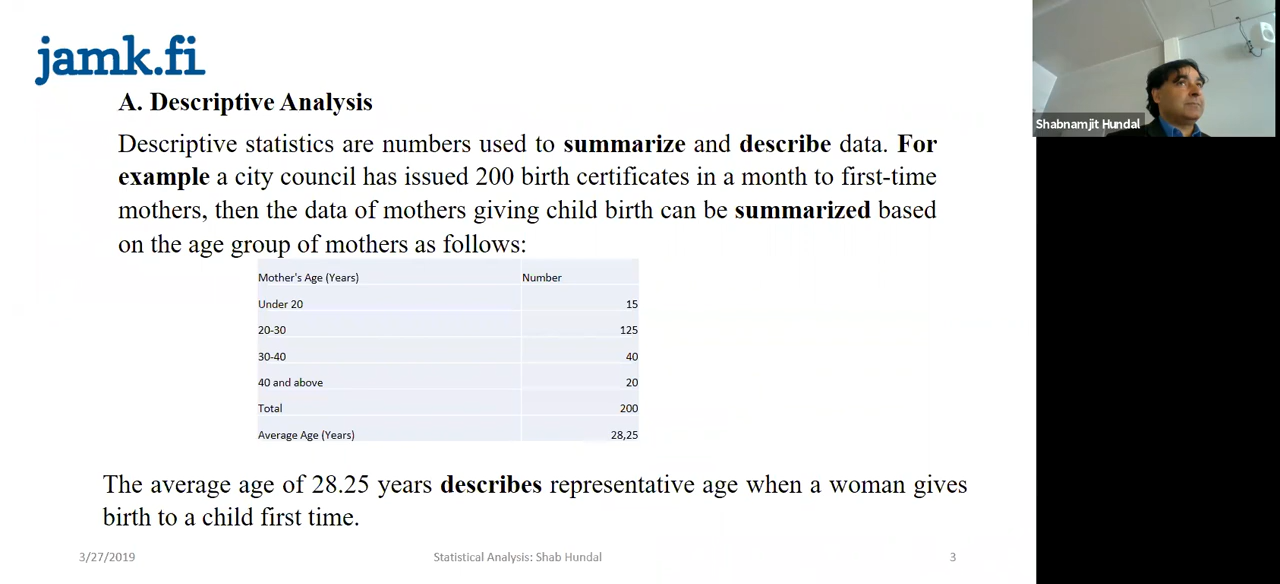 jamk.fi
Shabnamjit Hundal
A. Descriptive Analysis
Descriptive statistics are numbers used to summarize and describe data. For
example a city council has issued 200 birth certificates in a month to first-time
mothers, then the data of mothers giving child birth can be summarized based
on the age group of mothers as follows:
Mother's Age (Years) Number
Under 20 15
20-30 125
30-40 40
40 and above 20
Total 200
Average Age (Years) 28,25
The average age of 28.25 years describes representative age when a woman gives
birth to a child first time.
3/27/2019 Statistical Analysis: Shab Hundal 3